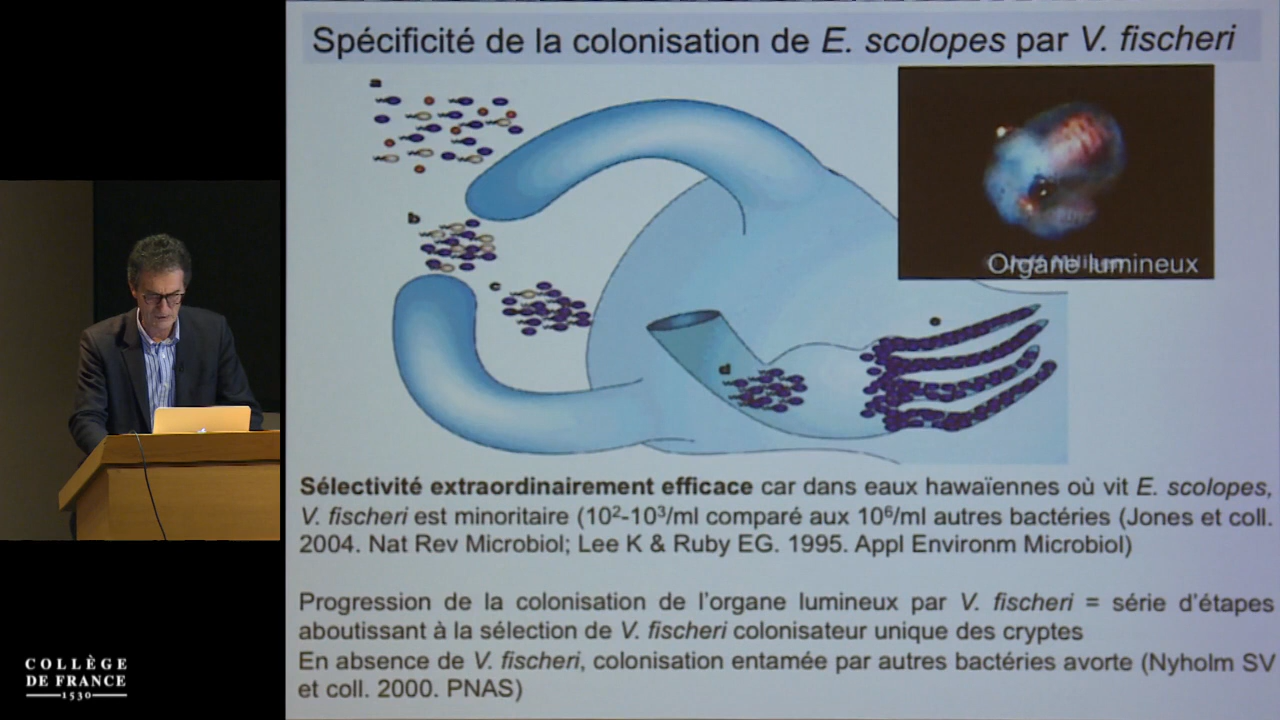 Spécificité de la colonisation de E. scolopes par V. fischeri
a
b
c
d
e
Organe lumineux
Sélectivité extraordinairement efficace car dans eaux hawaïennes où vit E. scolopes,
V. fischeri est minoritaire (10²-10³/ml comparé aux 10⁶/ml autres bactéries (Jones et coll.
2004. Nat Rev Microbiol; Lee K & Ruby EG. 1995. Appl Environm Microbiol)
Progression de la colonisation de l'organe lumineux par V. fischeri = série d'étapes
aboutissant à la sélection de V. fischeri colonisateur unique des cryptes
En absence de V. fischeri, colonisation entamée par autres bactéries avorte (Nyholm SV
et coll. 2000. PNAS)
COLLÈGE
DE FRANCE
1530